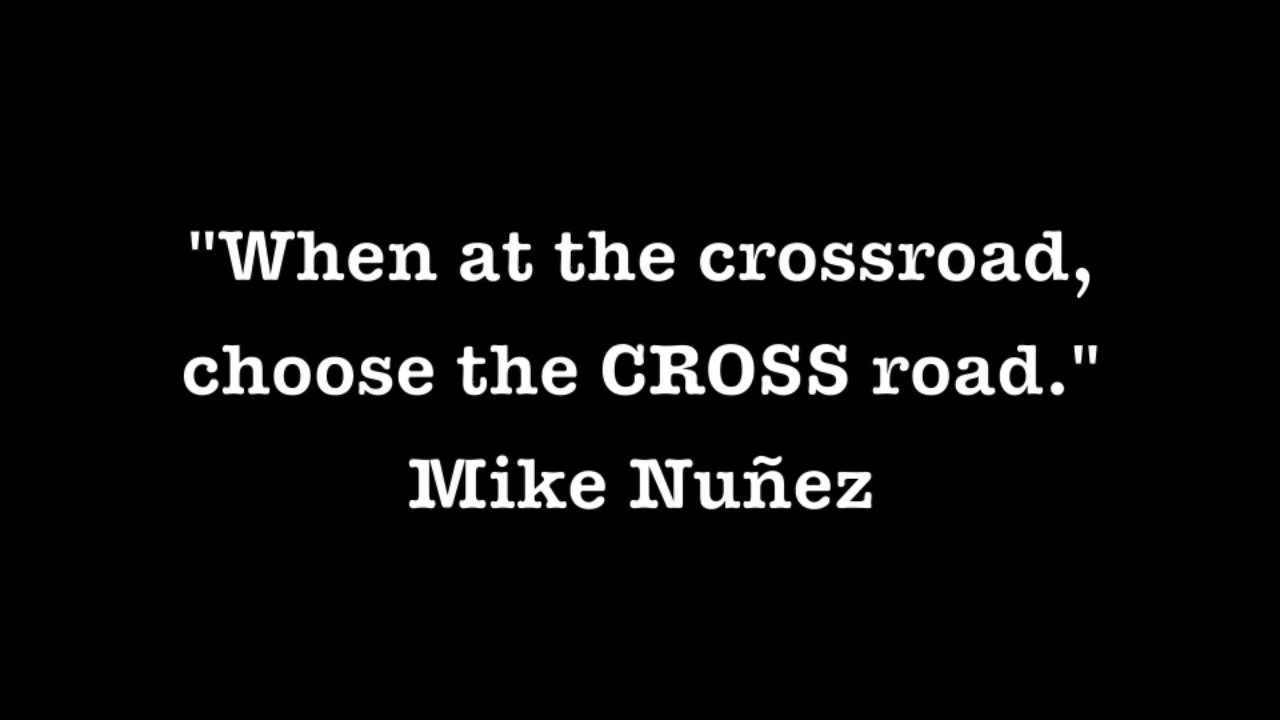 "When at the crossroad,
choose the CROSS road."
Mike Nuñez